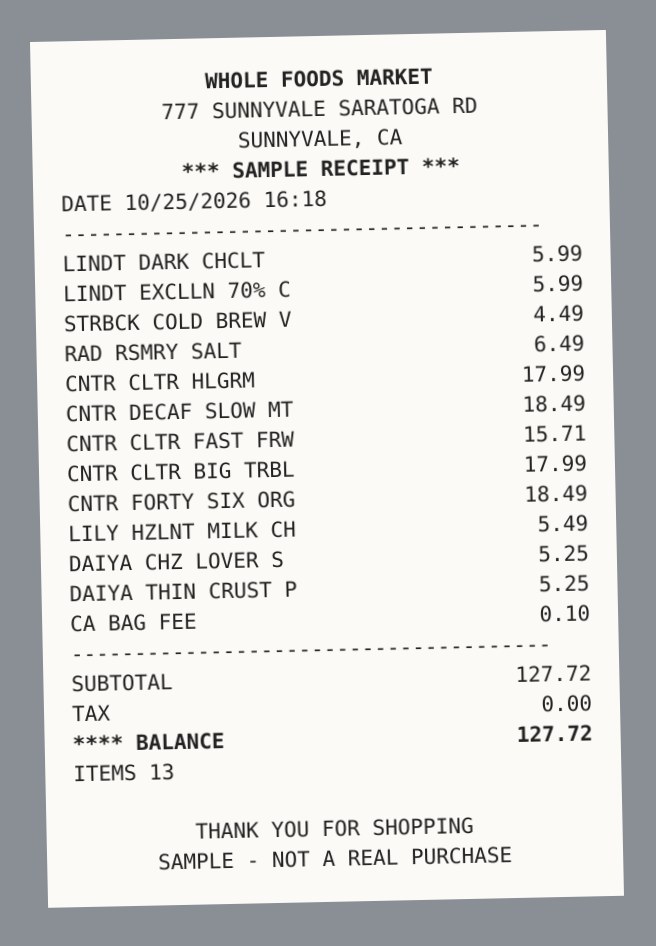 WHOLE FOODS MARKET
777 SUNNYVALE SARATOGA RD
SUNNYVALE, CA
*** SAMPLE RECEIPT ***
DATE 10/25/2026 16:18
--------------------------------------
LINDT DARK CHCLT 5.99
LINDT EXCLLN 70% C 5.99
STRBCK COLD BREW V 4.49
RAD RSMRY SALT 6.49
CNTR CLTR HLGRM 17.99
CNTR DECAF SLOW MT 18.49
CNTR CLTR FAST FRW 15.71
CNTR CLTR BIG TRBL 17.99
CNTR FORTY SIX ORG 18.49
LILY HZLNT MILK CH 5.49
DAIYA CHZ LOVER S 5.25
DAIYA THIN CRUST P 5.25
CA BAG FEE 0.10
--------------------------------------
SUBTOTAL 127.72
TAX 0.00
**** BALANCE 127.72
ITEMS 13
THANK YOU FOR SHOPPING
SAMPLE - NOT A REAL PURCHASE